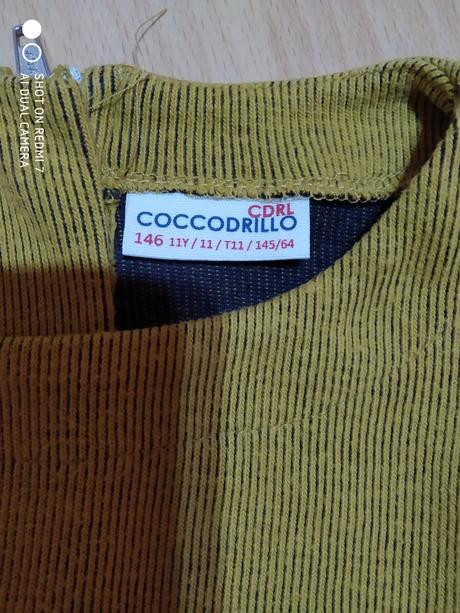 SHOT ON REDMI 7
AI DUAL CAMERA
CDRL
COCCODRILLO
146 11Y / 11 / T11 / 145/64